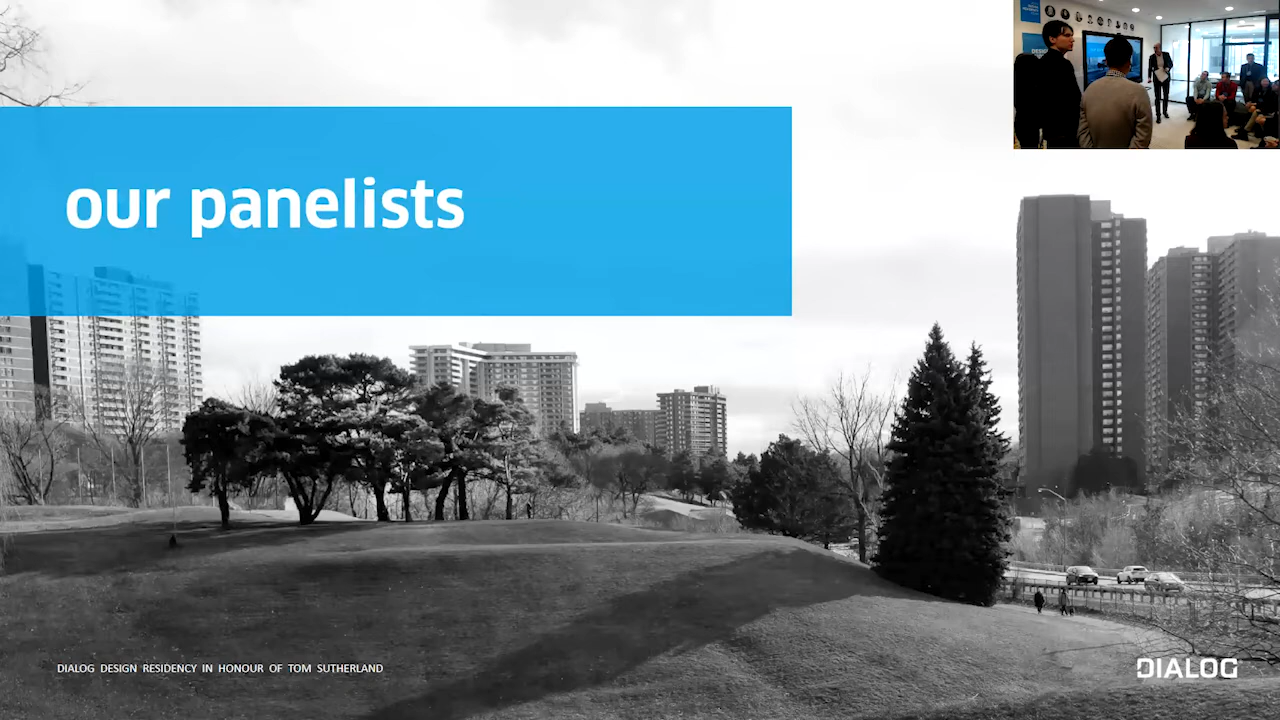 our panelists
DIALOG DESIGN RESIDENCY IN HONOUR OF TOM SUTHERLAND
DIALOG